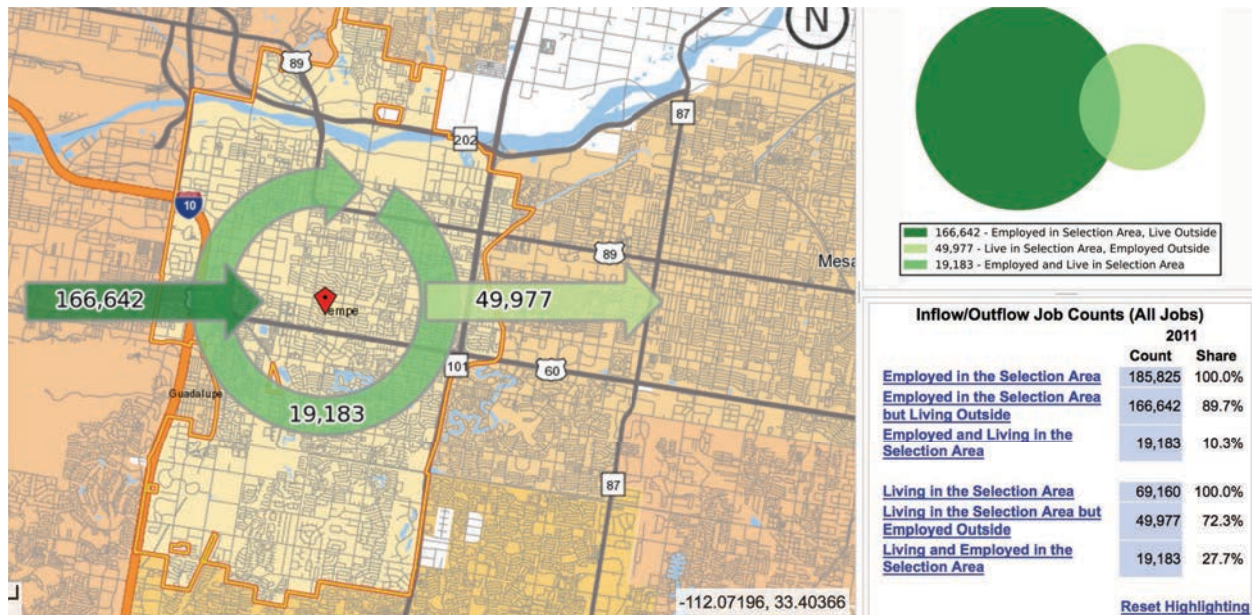 N
89
87
202
10
89
Mesa
166,642
49,977
empe
101
60
Guadalupe
19,183
87
-112.07196, 33.40366
166,642 - Employed in Selection Area, Live Outside
49,977 - Live in Selection Area, Employed Outside
19,183 - Employed and Live in Selection Area
Inflow/Outflow Job Counts (All Jobs)
2011
Count Share
Employed in the Selection Area 185,825 100.0%
Employed in the Selection Area
but Living Outside 166,642 89.7%
Employed and Living in the
Selection Area 19,183 10.3%
Living in the Selection Area 69,160 100.0%
Living in the Selection Area but
Employed Outside 49,977 72.3%
Living and Employed in the
Selection Area 19,183 27.7%
Reset Highlighting